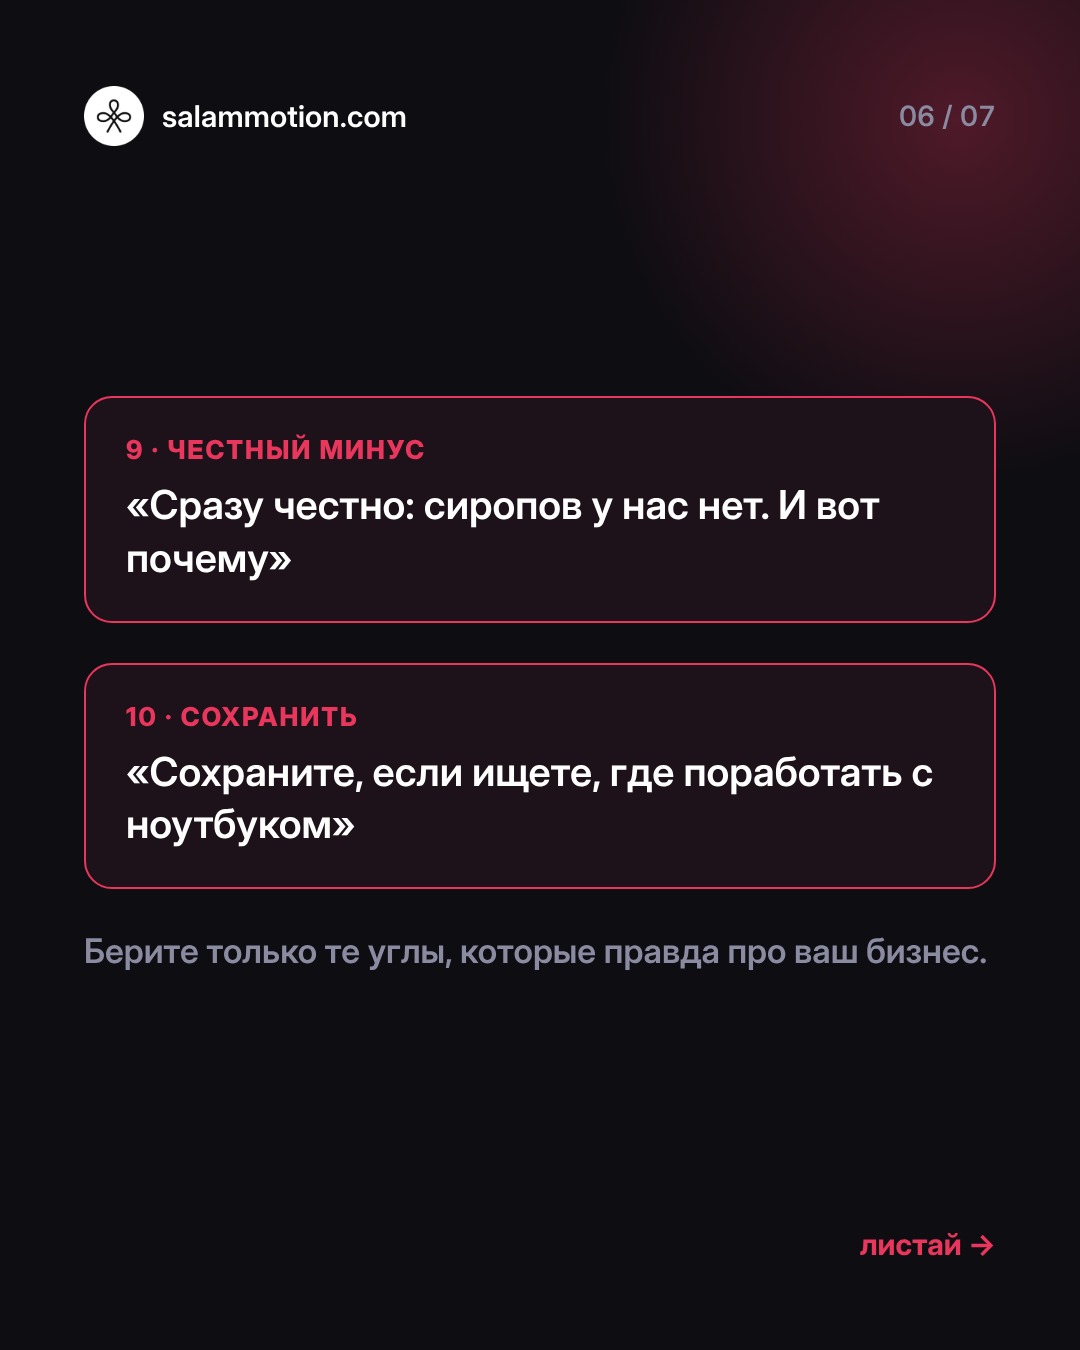 salammotion.com
06 / 07
9 · ЧЕСТНЫЙ МИНУС
«Сразу честно: сиропов у нас нет. И вот
почему»
10 · СОХРАНИТЬ
«Сохраните, если ищете, где поработать с
ноутбуком»
Берите только те углы, которые правда про ваш бизнес.
листай →